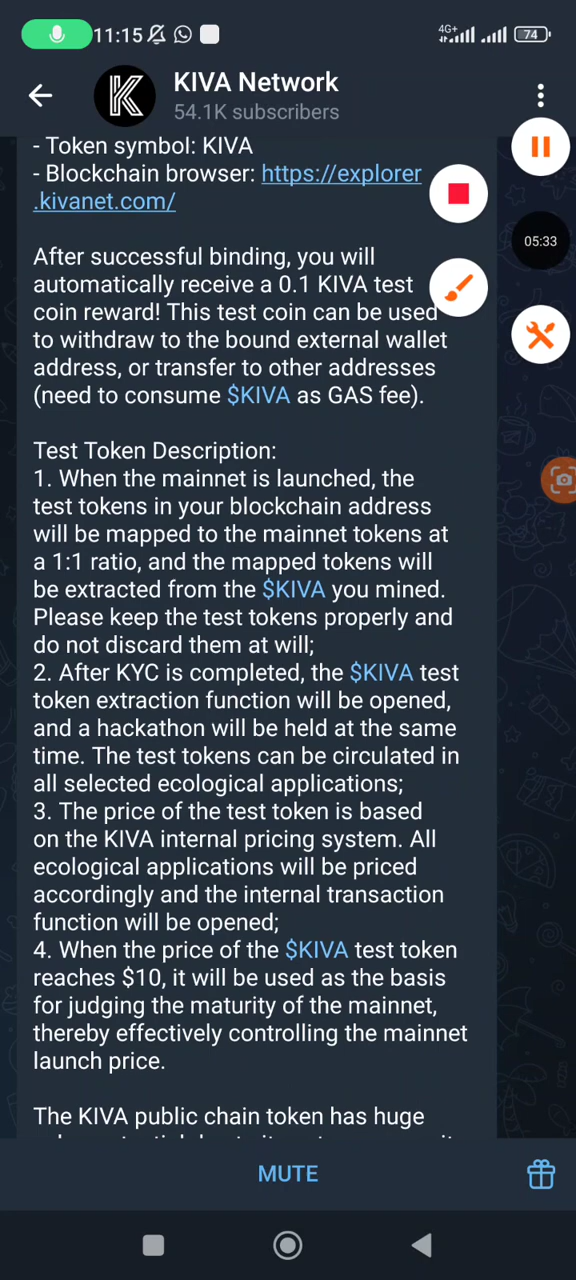 11:15
4G+
74
KIVA Network
54.1K subscribers
- Token symbol: KIVA
- Blockchain browser: https://explorer
.kivanet.com/
05:33
After successful binding, you will
automatically receive a 0.1 KIVA test
coin reward! This test coin can be used
to withdraw to the bound external wallet
address, or transfer to other addresses
(need to consume $KIVA as GAS fee).
Test Token Description:
1. When the mainnet is launched, the
test tokens in your blockchain address
will be mapped to the mainnet tokens at
a 1:1 ratio, and the mapped tokens will
be extracted from the $KIVA you mined.
Please keep the test tokens properly and
do not discard them at will;
2. After KYC is completed, the $KIVA test
token extraction function will be opened,
and a hackathon will be held at the same
time. The test tokens can be circulated in
all selected ecological applications;
3. The price of the test token is based
on the KIVA internal pricing system. All
ecological applications will be priced
accordingly and the internal transaction
function will be opened;
4. When the price of the $KIVA test token
reaches $10, it will be used as the basis
for judging the maturity of the mainnet,
thereby effectively controlling the mainnet
launch price.
The KIVA public chain token has huge
MUTE